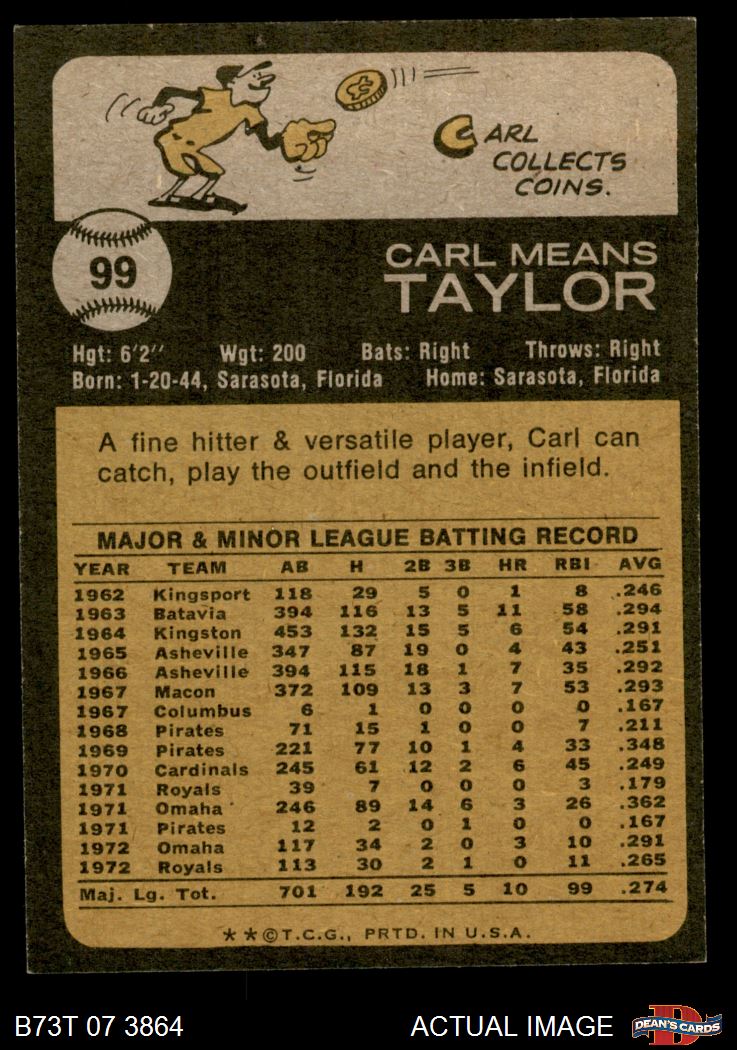 CARL
COLLECTS
COINS.
99
CARL MEANS
TAYLOR
Hgt: 6'2'' Wgt: 200 Bats: Right Throws: Right
Born: 1-20-44, Sarasota, Florida Home: Sarasota, Florida
A fine hitter & versatile player, Carl can
catch, play the outfield and the infield.
MAJOR & MINOR LEAGUE BATTING RECORD
YEAR TEAM AB H 2B 3B HR RBI AVG
1962 Kingsport 118 29 5 0 1 8 .246
1963 Batavia 394 116 13 5 11 58 .294
1964 Kingston 453 132 15 5 6 54 .291
1965 Asheville 347 87 19 0 4 43 .251
1966 Asheville 394 115 18 1 7 35 .292
1967 Macon 372 109 13 3 7 53 .293
1967 Columbus 6 1 0 0 0 0 .167
1968 Pirates 71 15 1 0 0 7 .211
1969 Pirates 221 77 10 1 4 33 .348
1970 Cardinals 245 61 12 2 6 45 .249
1971 Royals 39 7 0 0 0 3 .179
1971 Omaha 246 89 14 6 3 26 .362
1971 Pirates 12 2 0 1 0 0 .167
1972 Omaha 117 34 2 0 3 10 .291
1972 Royals 113 30 2 1 0 11 .265
Maj. Lg. Tot. 701 192 25 5 10 99 .274
**©T.C.G., PRTD. IN U.S.A.
B73T 07 3864 ACTUAL IMAGE D DEAN'S CARDS